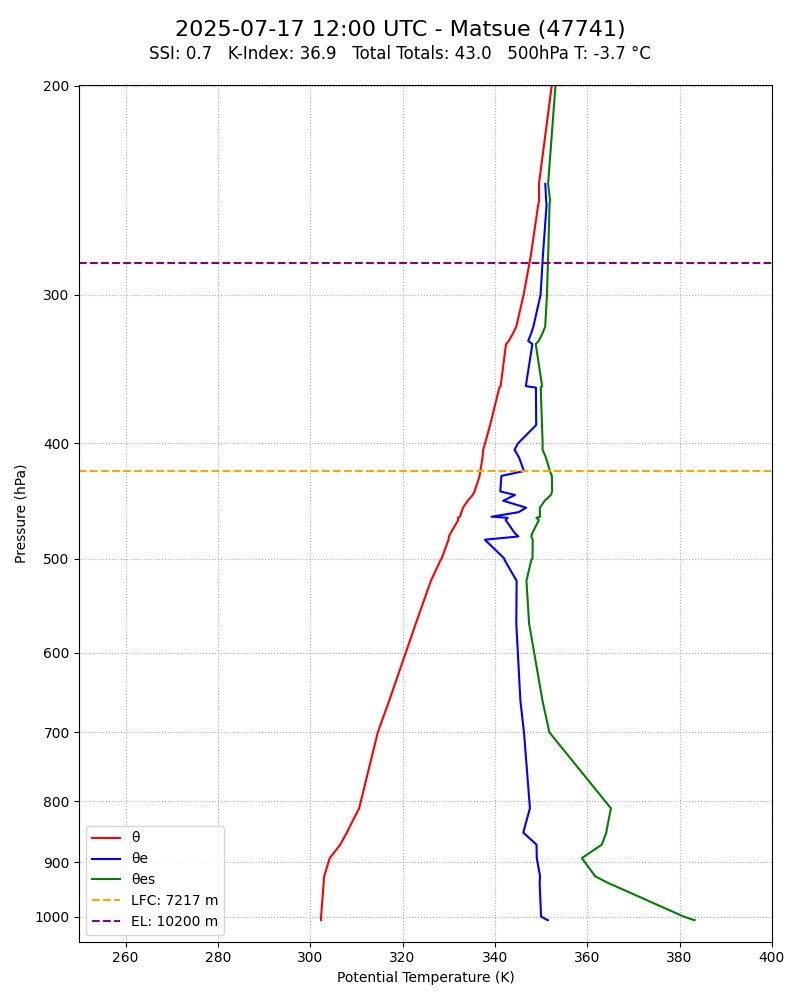 2025-07-17 12:00 UTC - Matsue (47741)
SSI: 0.7   K-Index: 36.9   Total Totals: 43.0   500hPa T: -3.7 °C
200
300
400
500
600
700
800
900
1000
Pressure (hPa)
θ
θe
θes
LFC: 7217 m
EL: 10200 m
260 280 300 320 340 360 380 400
Potential Temperature (K)